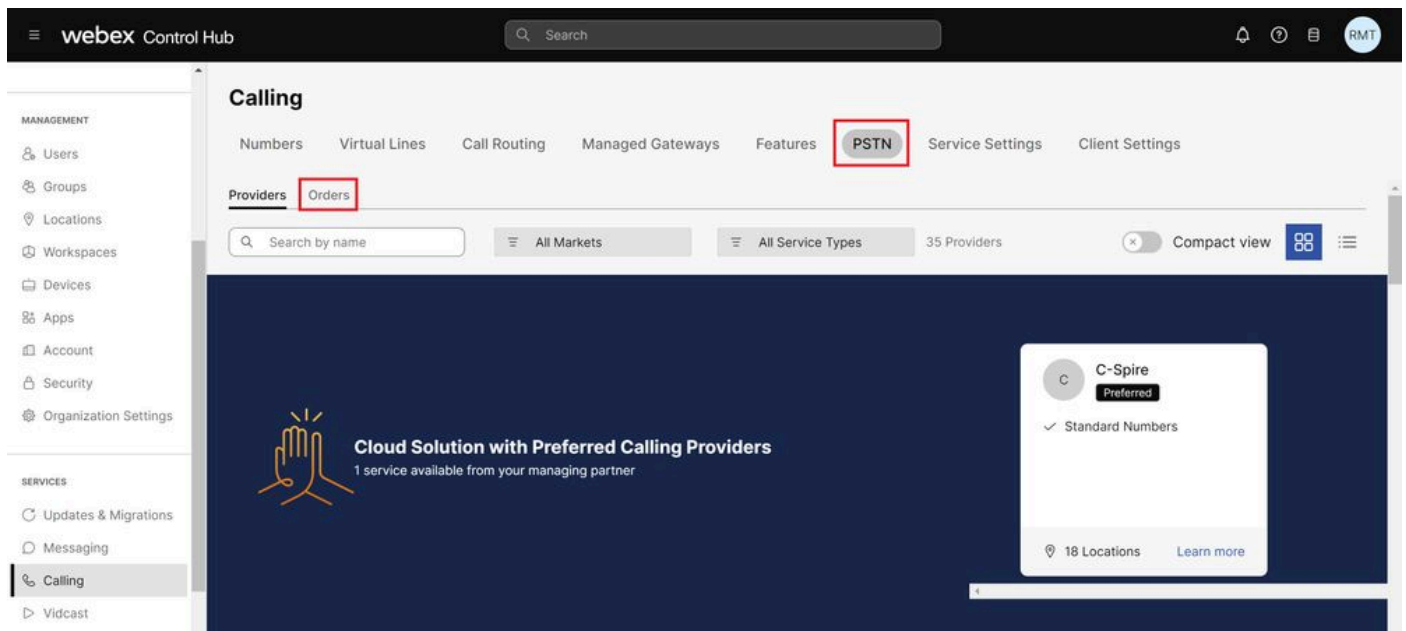 webex Control Hub
Search
RMT
MANAGEMENT
Users
Groups
Locations
Workspaces
Devices
Apps
Account
Security
Organization Settings
SERVICES
Updates & Migrations
Messaging
Calling
Vidcast
Calling
Numbers Virtual Lines Call Routing Managed Gateways Features PSTN Service Settings Client Settings
Providers Orders
Search by name All Markets All Service Types 35 Providers Compact view
Cloud Solution with Preferred Calling Providers
1 service available from your managing partner
C
C-Spire
Preferred
Standard Numbers
18 Locations Learn more